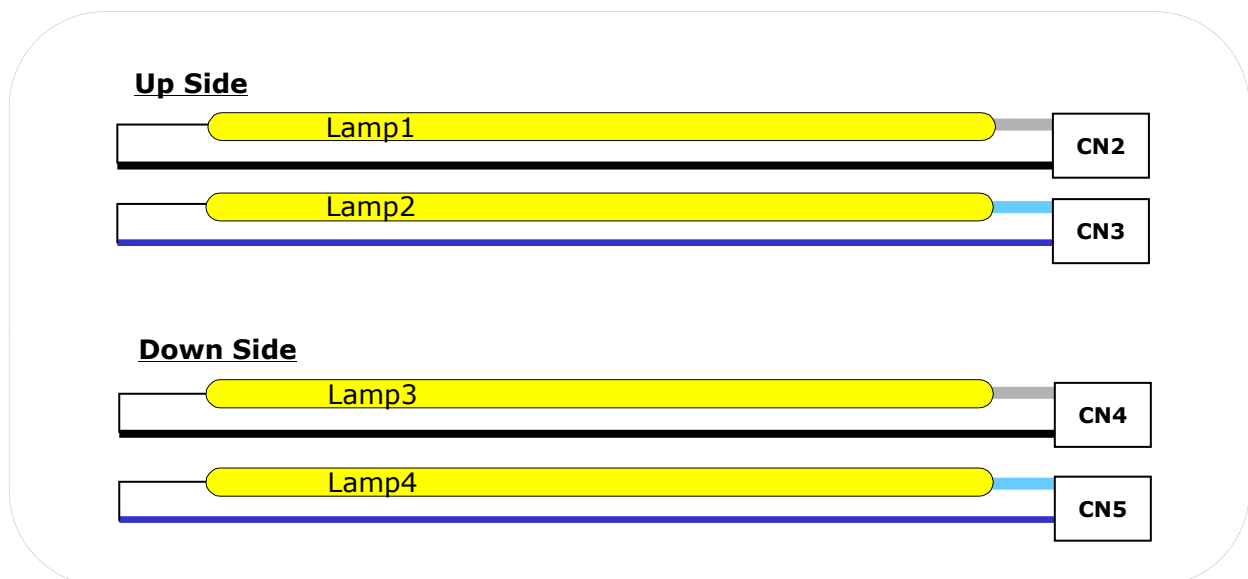 Up Side
Lamp1
CN2
Lamp2
CN3
Down Side
Lamp3
CN4
Lamp4
CN5